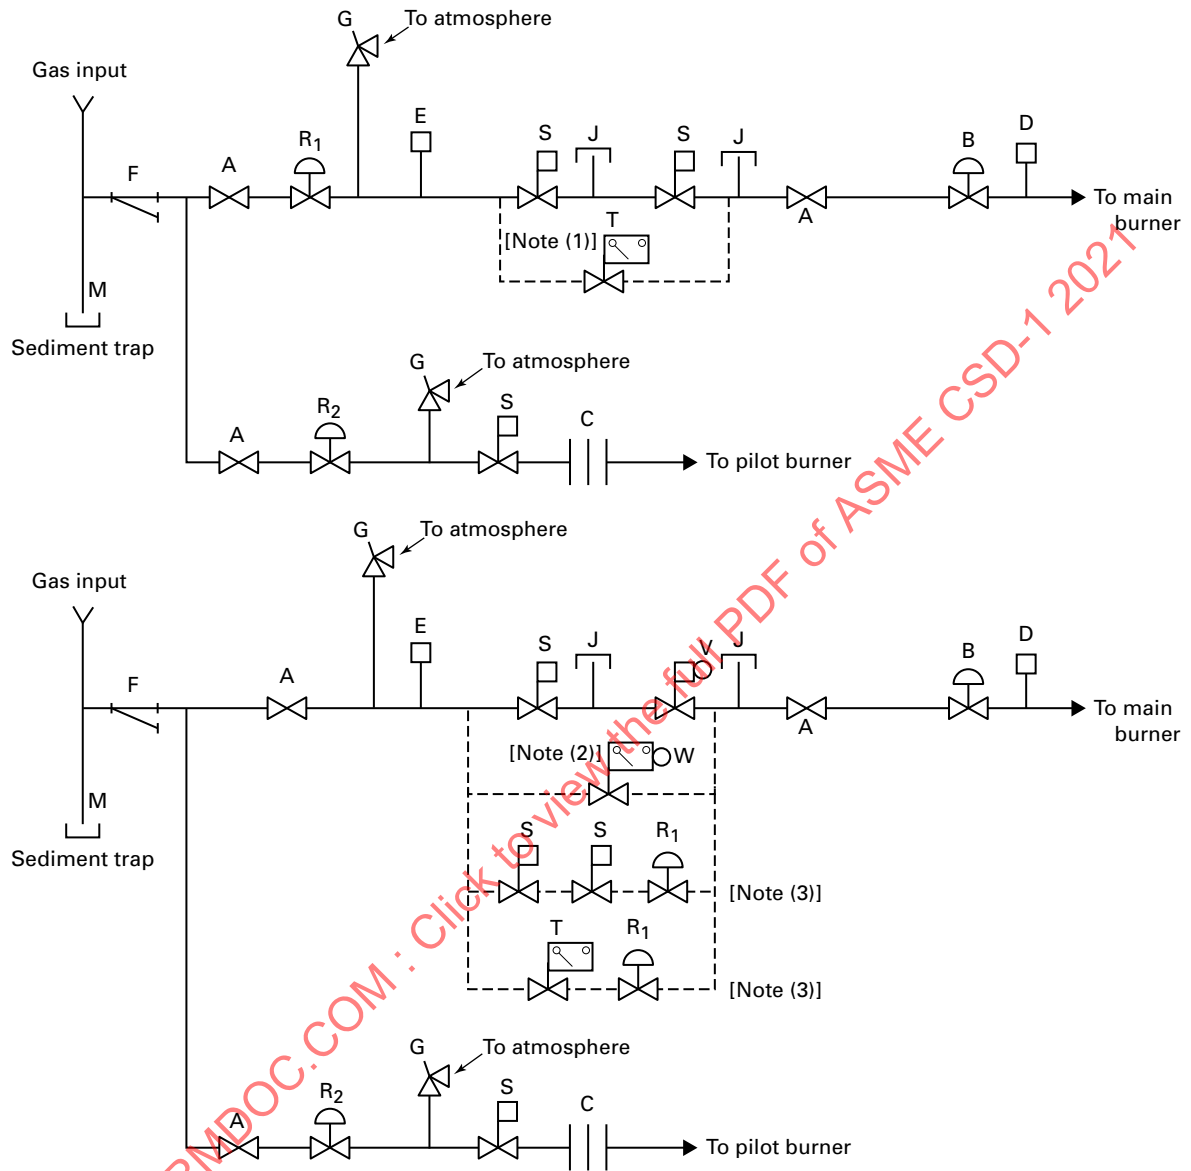 G
To atmosphere
Gas input
F
A
R1
E
S
J
S
J
B
D
To main
burner
A
T
[Note (1)]
M
Sediment trap
G
To atmosphere
A
R2
S
C
To pilot burner
G
To atmosphere
Gas input
F
A
E
S
J
V
J
B
D
To main
burner
A
[Note (2)]
W
M
Sediment trap
S
S
R1
[Note (3)]
T
R1
[Note (3)]
G
To atmosphere
A
R2
S
C
To pilot burner
RMDOC.COM : Click to view the full PDF of ASME CSD-1 2021